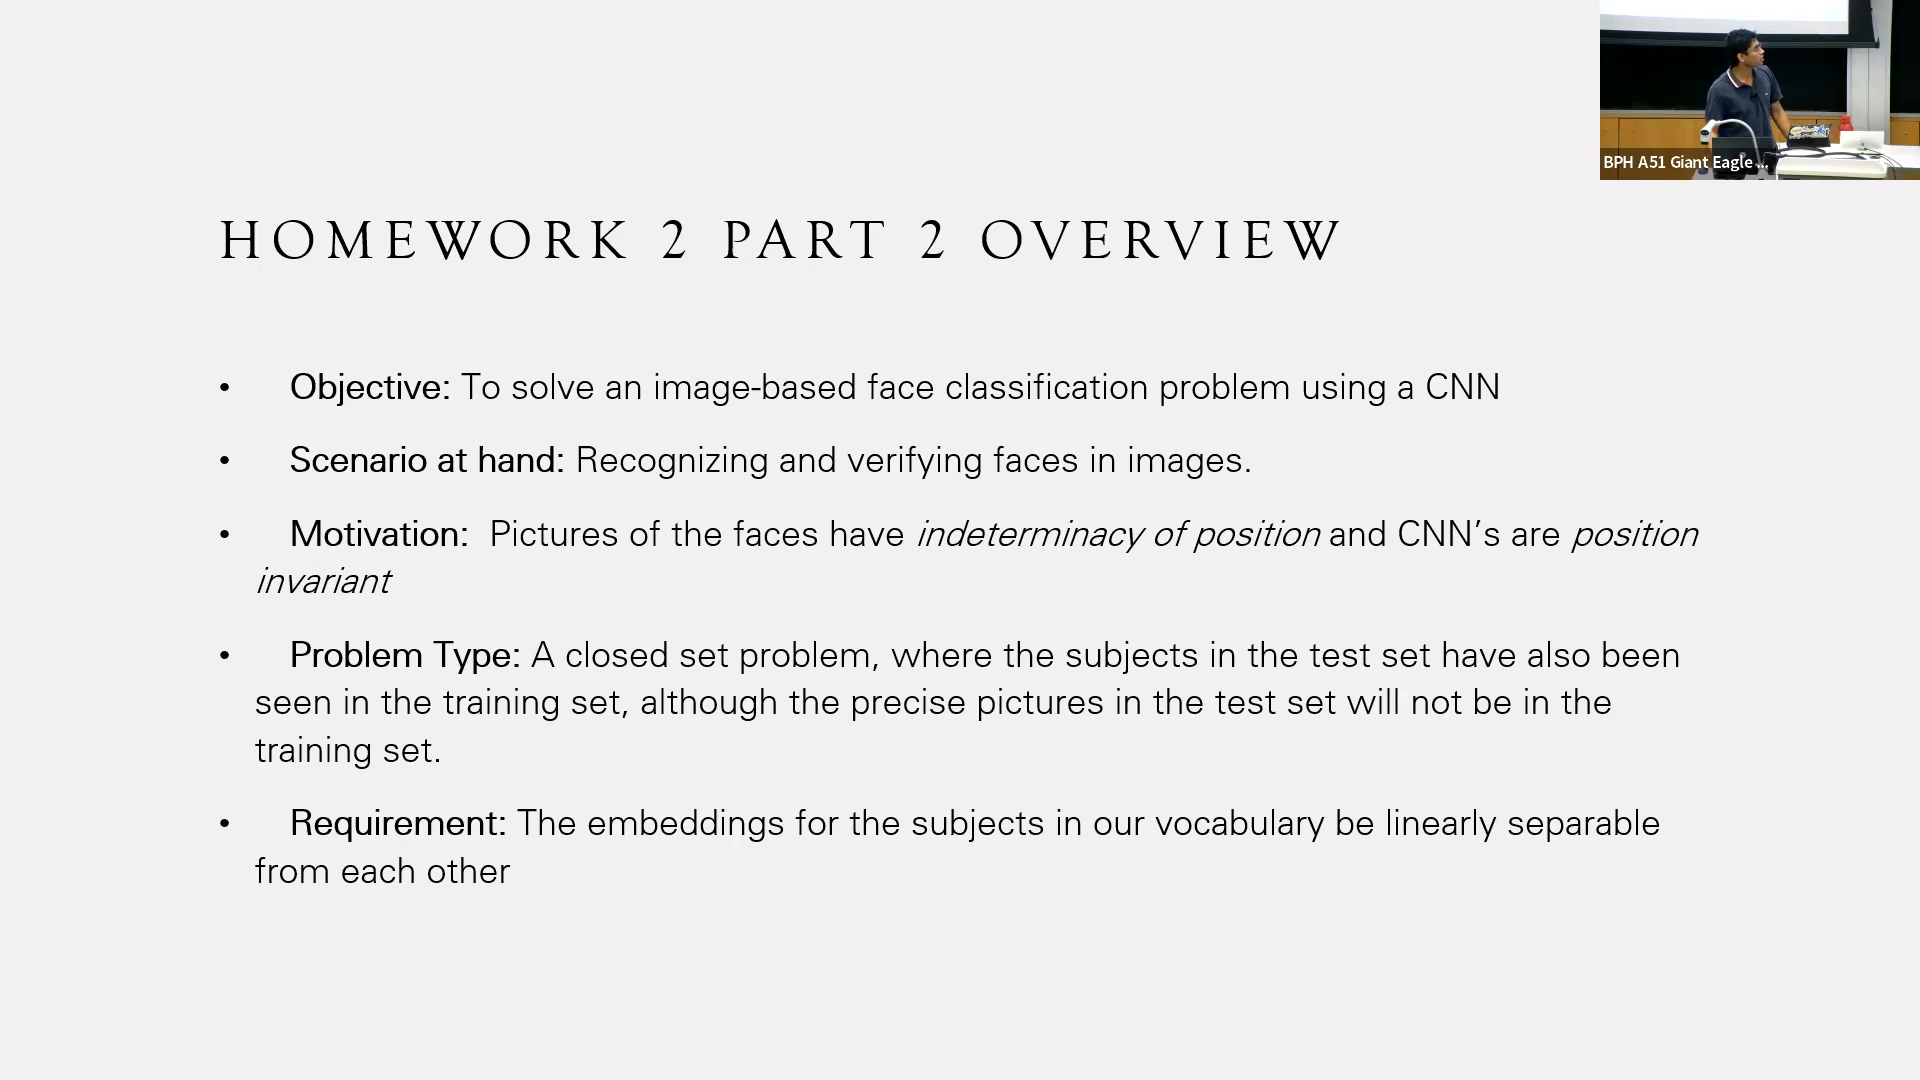 BPH A51 Giant Eagle ...
HOMEWORK 2 PART 2 OVERVIEW
• Objective: To solve an image-based face classification problem using a CNN
• Scenario at hand: Recognizing and verifying faces in images.
• Motivation: Pictures of the faces have indeterminacy of position and CNN’s are position
invariant
• Problem Type: A closed set problem, where the subjects in the test set have also been
seen in the training set, although the precise pictures in the test set will not be in the
training set.
• Requirement: The embeddings for the subjects in our vocabulary be linearly separable
from each other